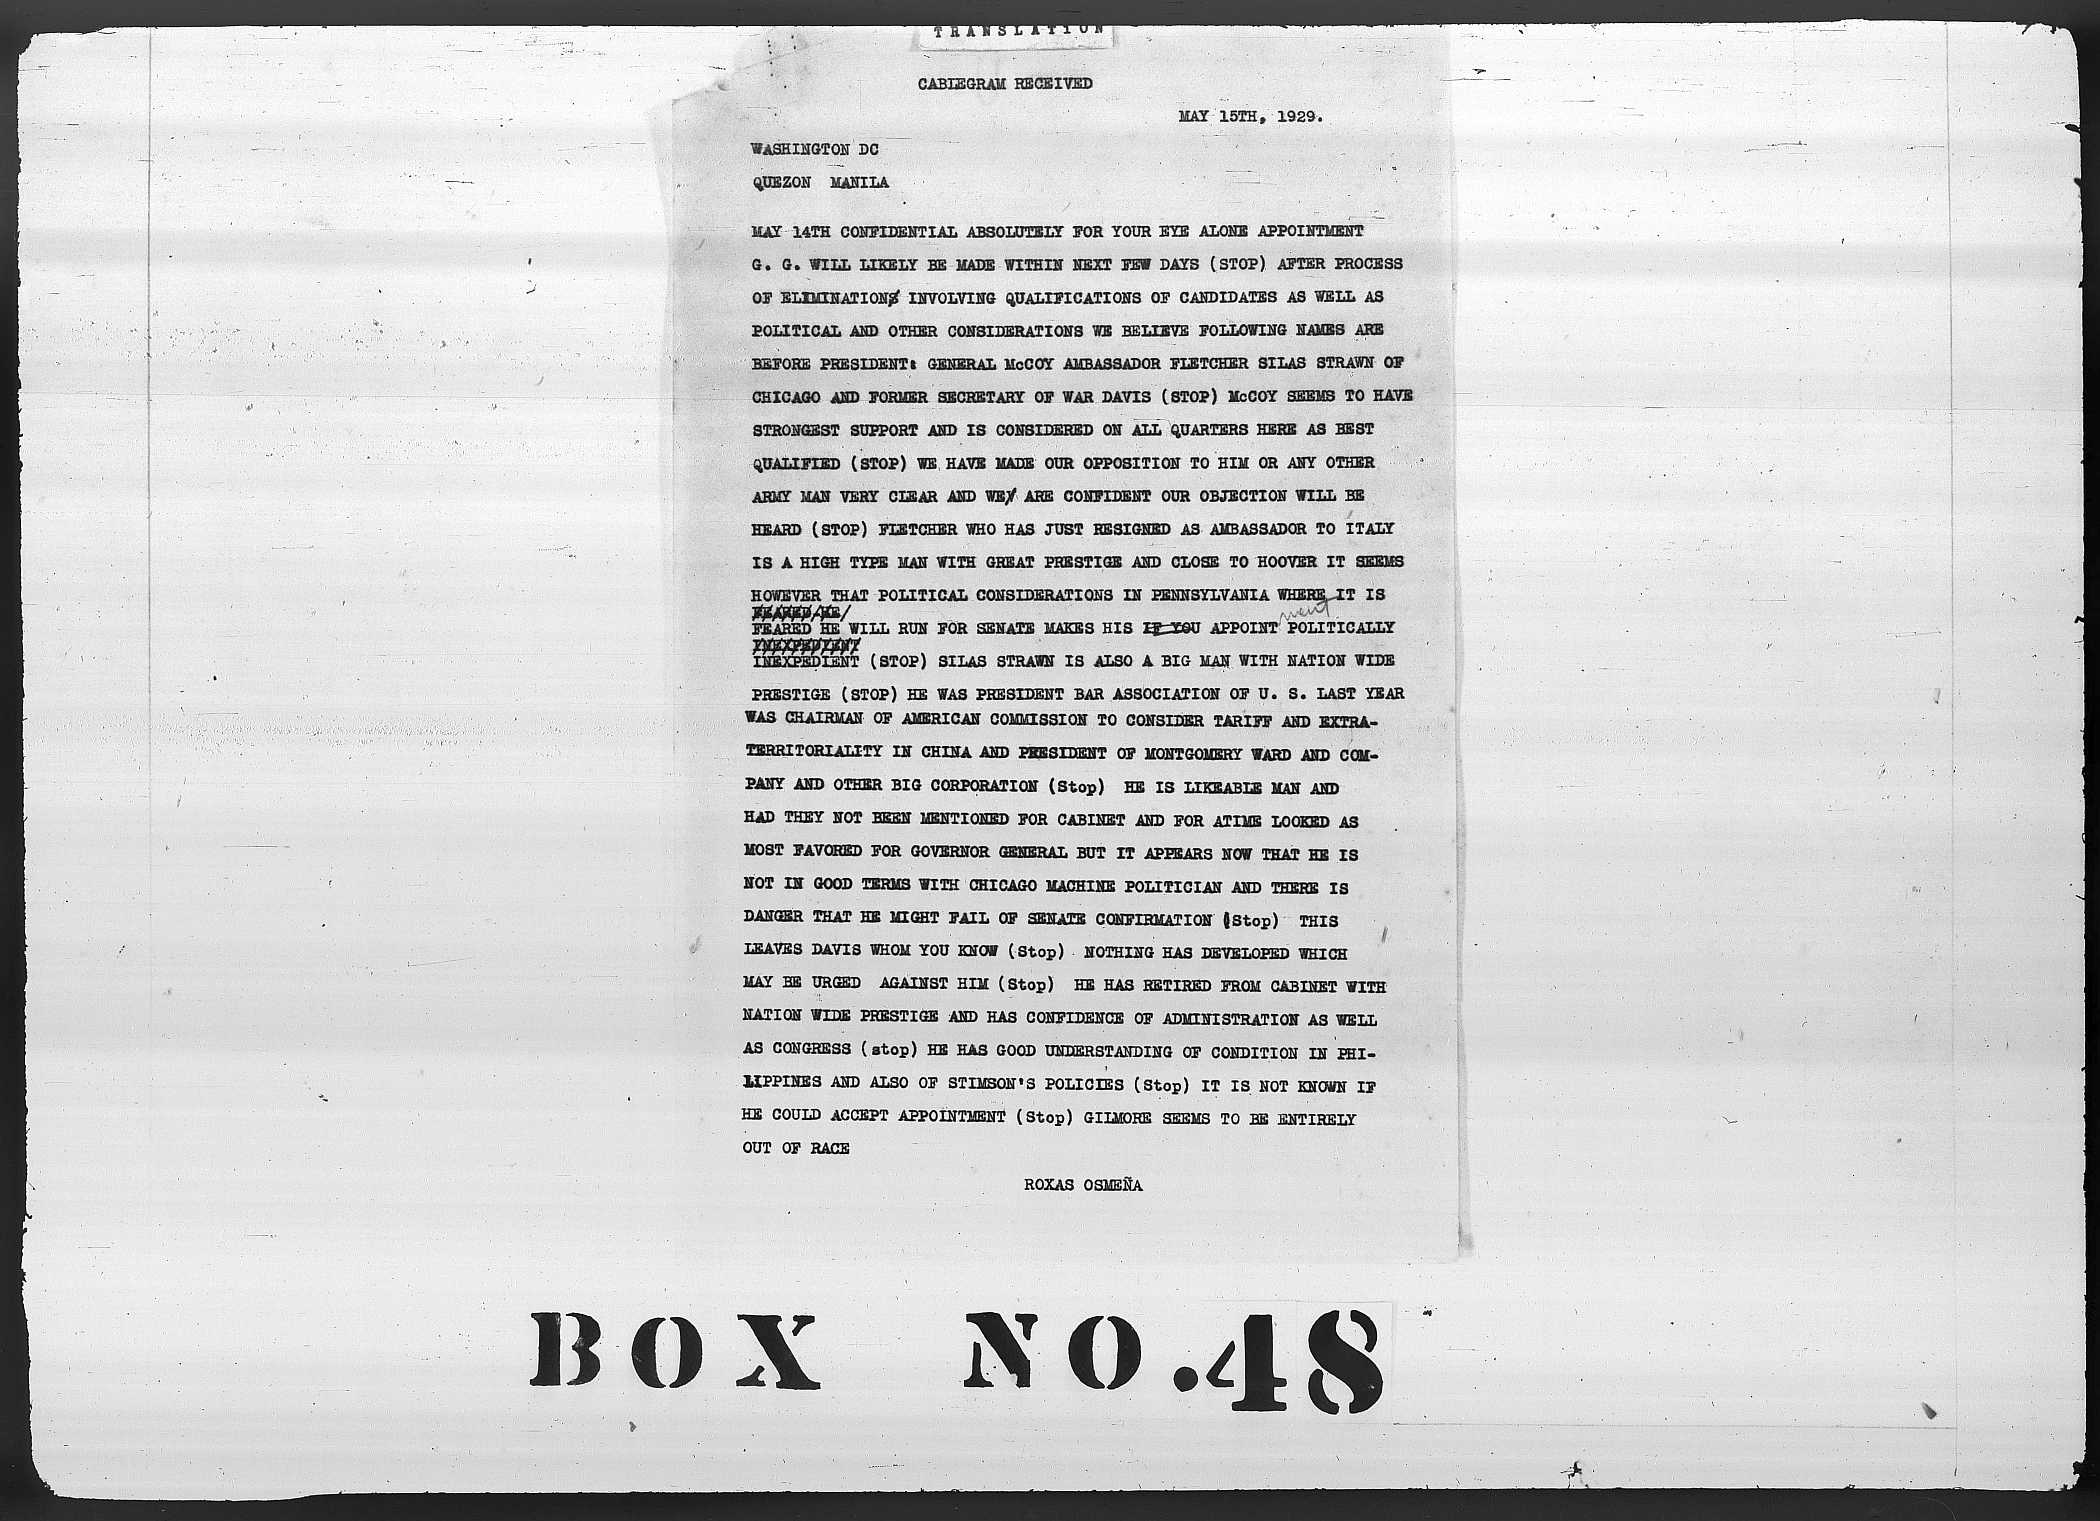 TRANSLATION
CABLEGRAM RECEIVED
MAY 15TH, 1929.
WASHINGTON DC
QUEZON MANILA
MAY 14TH CONFIDENTIAL ABSOLUTELY FOR YOUR EYE ALONE APPOINTMENT
G. G. WILL LIKELY BE MADE WITHIN NEXT FEW DAYS (STOP) AFTER PROCESS
OF ELIMINATIONS INVOLVING QUALIFICATIONS OF CANDIDATES AS WELL AS
POLITICAL AND OTHER CONSIDERATIONS WE BELIEVE FOLLOWING NAMES ARE
BEFORE PRESIDENT: GENERAL McCOY AMBASSADOR FLETCHER SILAS STRAWN OF
CHICAGO AND FORMER SECRETARY OF WAR DAVIS (STOP) McCOY SEEMS TO HAVE
STRONGEST SUPPORT AND IS CONSIDERED ON ALL QUARTERS HERE AS BEST
QUALIFIED (STOP) WE HAVE MADE OUR OPPOSITION TO HIM OR ANY OTHER
ARMY MAN VERY CLEAR AND WE ARE CONFIDENT OUR OBJECTION WILL BE
HEARD (STOP) FLETCHER WHO HAS JUST RESIGNED AS AMBASSADOR TO ITALY
IS A HIGH TYPE MAN WITH GREAT PRESTIGE AND CLOSE TO HOOVER IT SEEMS
HOWEVER THAT POLITICAL CONSIDERATIONS IN PENNSYLVANIA WHERE IT IS
FEARED HE
FEARED HE WILL RUN FOR SENATE MAKES HIS IF YOU APPOINT ment POLITICALLY
INEXPEDIENT
INEXPEDIENT (STOP) SILAS STRAWN IS ALSO A BIG MAN WITH NATION WIDE
PRESTIGE (STOP) HE WAS PRESIDENT BAR ASSOCIATION OF U. S. LAST YEAR
WAS CHAIRMAN OF AMERICAN COMMISSION TO CONSIDER TARIFF AND EXTRA-
TERRITORIALITY IN CHINA AND PRESIDENT OF MONTGOMERY WARD AND COM-
PANY AND OTHER BIG CORPORATION (Stop) HE IS LIKEABLE MAN AND
HAD THEY NOT BEEN MENTIONED FOR CABINET AND FOR ATIME LOOKED AS
MOST FAVORED FOR GOVERNOR GENERAL BUT IT APPEARS NOW THAT HE IS
NOT IN GOOD TERMS WITH CHICAGO MACHINE POLITICIAN AND THERE IS
DANGER THAT HE MIGHT FAIL OF SENATE CONFIRMATION (Stop) THIS
LEAVES DAVIS WHOM YOU KNOW (Stop) NOTHING HAS DEVELOPED WHICH
MAY BE URGED AGAINST HIM (Stop) HE HAS RETIRED FROM CABINET WITH
NATION WIDE PRESTIGE AND HAS CONFIDENCE OF ADMINISTRATION AS WELL
AS CONGRESS (stop) HE HAS GOOD UNDERSTANDING OF CONDITION IN PHI-
LIPPINES AND ALSO OF STIMSON'S POLICIES (Stop) IT IS NOT KNOWN IF
HE COULD ACCEPT APPOINTMENT (Stop) GILMORE SEEMS TO BE ENTIRELY
OUT OF RACE
ROXAS OSMEÑA
BOX NO.48